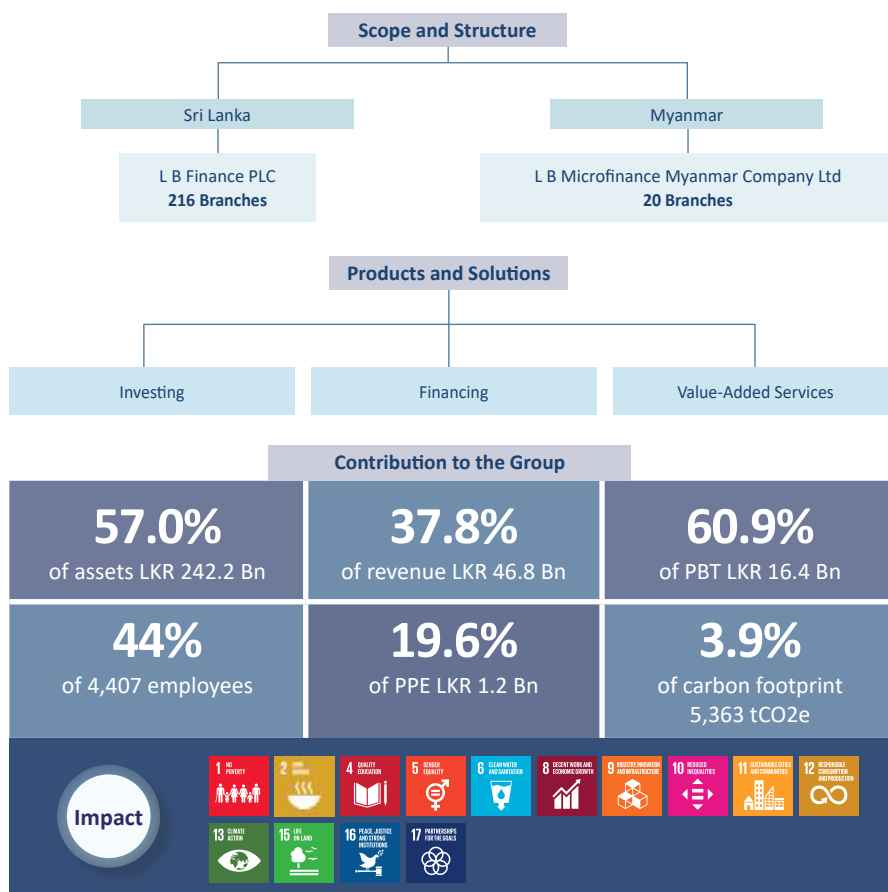 Scope and Structure
Sri Lanka
Myanmar
L B Finance PLC
216 Branches
L B Microfinance Myanmar Company Ltd
20 Branches
Products and Solutions
Investing
Financing
Value-Added Services
Contribution to the Group
57.0%
of assets LKR 242.2 Bn
37.8%
of revenue LKR 46.8 Bn
60.9%
of PBT LKR 16.4 Bn
44%
of 4,407 employees
19.6%
of PPE LKR 1.2 Bn
3.9%
of carbon footprint
5,363 tCO2e
Impact
1 NO
POVERTY
2
4 QUALITY
EDUCATION
5 GENDER
EQUALITY
6 CLEAN WATER
AND SANITATION
8 DECENT WORK AND
ECONOMIC GROWTH
9 INDUSTRY, INNOVATION
AND INFRASTRUCTURE
10 REDUCED
INEQUALITIES
11 SUSTAINABLE CITIES
AND COMMUNITIES
12 RESPONSIBLE
CONSUMPTION
AND PRODUCTION
13 CLIMATE
ACTION
15 LIFE
ON LAND
16 PEACE, JUSTICE
AND STRONG
INSTITUTIONS
17 PARTNERSHIPS
FOR THE GOALS